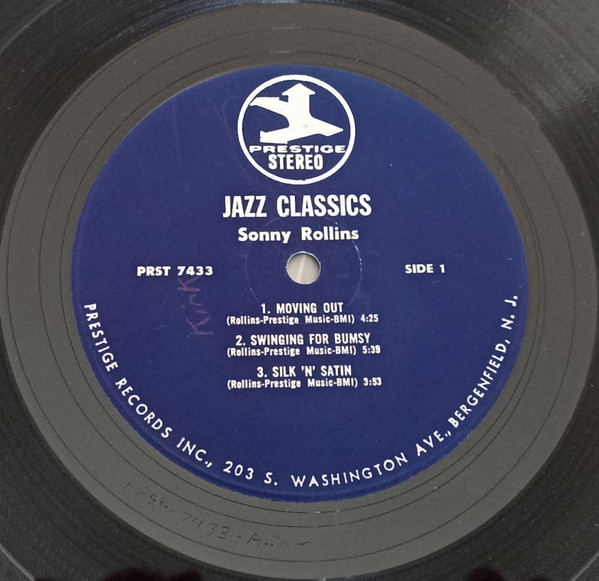 PRESTIGE
STEREO
JAZZ CLASSICS
Sonny Rollins
PRST 7433
SIDE 1
1. MOVING OUT
(Rollins-Prestige Music-BMI) 4:25
2. SWINGING FOR BUMSY
(Rollins-Prestige Music-BMI) 5:39
3. SILK 'N' SATIN
(Rollins-Prestige Music-BMI) 3:53
PRESTIGE RECORDS INC., 203 S. WASHINGTON AVE., BERGENFIELD, N. J.